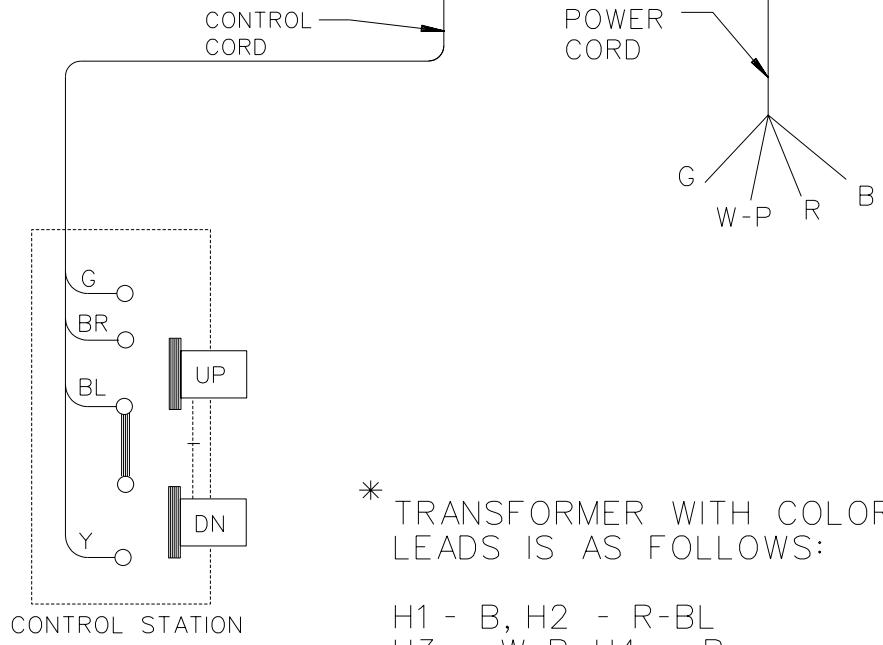 CONTROL
CORD
POWER
CORD
G
W-P
R
B
G
BR
BL
UP
DN
Y
CONTROL STATION
* TRANSFORMER WITH COLOR
LEADS IS AS FOLLOWS:
H1 - B, H2 - R-BL